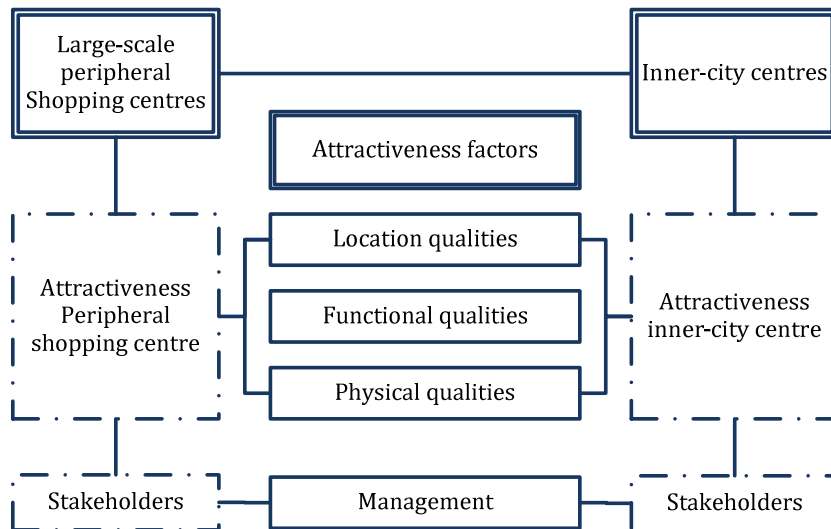 Large-scale
peripheral
Shopping centres
Inner-city centres
Attractiveness factors
Location qualities
Attractiveness
Peripheral
shopping centre
Functional qualities
Attractiveness
inner-city centre
Physical qualities
Stakeholders
Management
Stakeholders